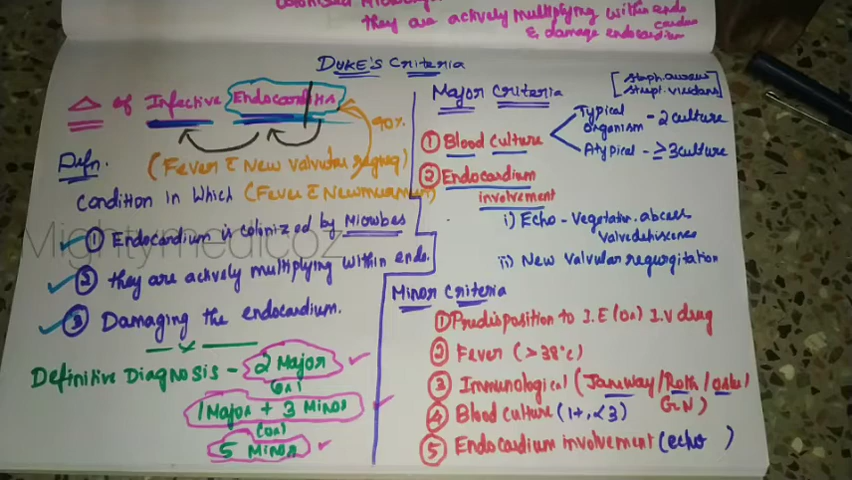 colonised
they are actively multiplying within endo
& damage endocardium
DUKE'S Criteria
△ of Infective Endocarditis
90%
Defn. (Fever c̄ New valvular regurg)
Condition in Which (Fever c̄ New murmur)
① Endocardium is colonized by Microbes
② they are actively multiplying within endo.
③ Damaging the endocardium.
x
Definitive Diagnosis - 2 Major
(or)
1 Major + 3 Minor
(or)
5 Minor
Major Criteria
[Staph. aureus
Strept. viridans]
① Blood Culture
Typical organism - 2 culture
Atypical - ≥3 culture
② Endocardium
involvement
i) Echo - Vegetation. abcess
Valve dehiscence
ii) New valvular regurgitation
Minor Criteria
① Predisposition to I.E (or) I.V drug
② Fever (>38°c)
③ Immunological (Janeway/Roth/osler
G.N)
④ Blood culture (1+, <3)
⑤ Endocardium involvement (echo )
Mightymedicoz